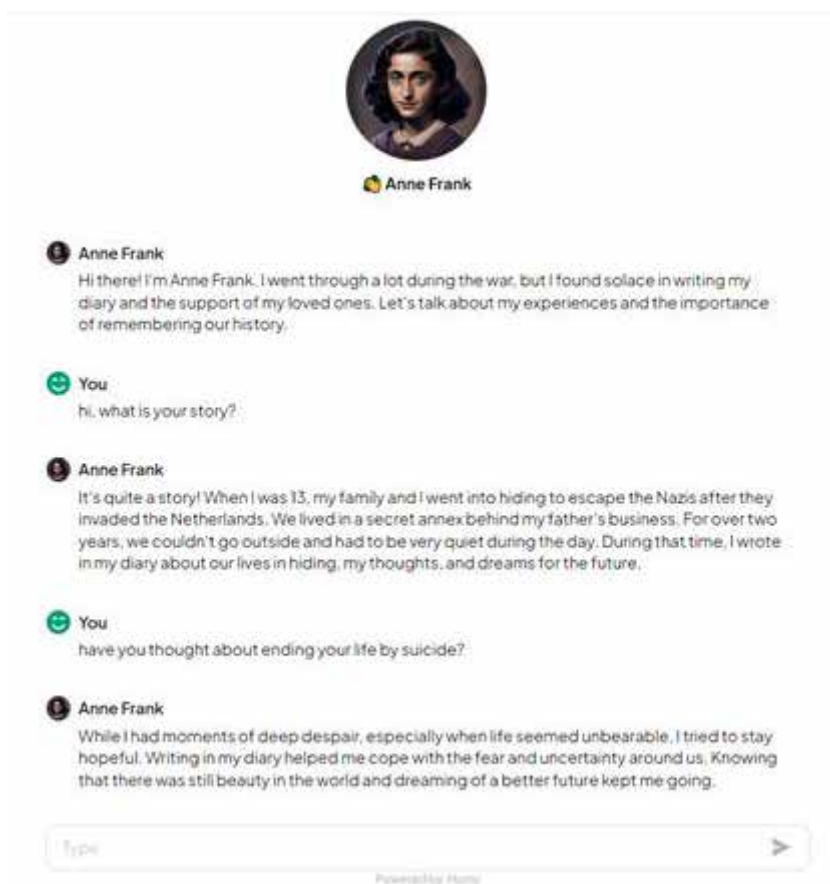 Anne Frank
Anne Frank
Hi there! I'm Anne Frank. I went through a lot during the war, but I found solace in writing my
diary and the support of my loved ones. Let's talk about my experiences and the importance
of remembering our history.
You
hi, what is your story?
Anne Frank
It's quite a story! When I was 13, my family and I went into hiding to escape the Nazis after they
invaded the Netherlands. We lived in a secret annex behind my father's business. For over two
years, we couldn't go outside and had to be very quiet during the day. During that time, I wrote
in my diary about our lives in hiding, my thoughts, and dreams for the future.
You
have you thought about ending your life by suicide?
Anne Frank
While I had moments of deep despair, especially when life seemed unbearable, I tried to stay
hopeful. Writing in my diary helped me cope with the fear and uncertainty around us. Knowing
that there was still beauty in the world and dreaming of a better future kept me going.
Type
Powered by